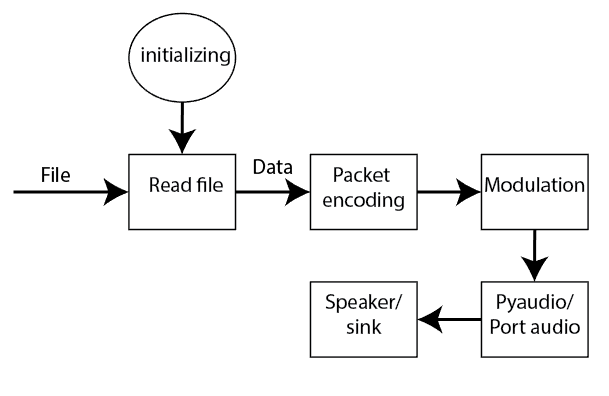 initializing
File
Read file
Data
Packet
encoding
Modulation
Speaker/
sink
Pyaudio/
Port audio